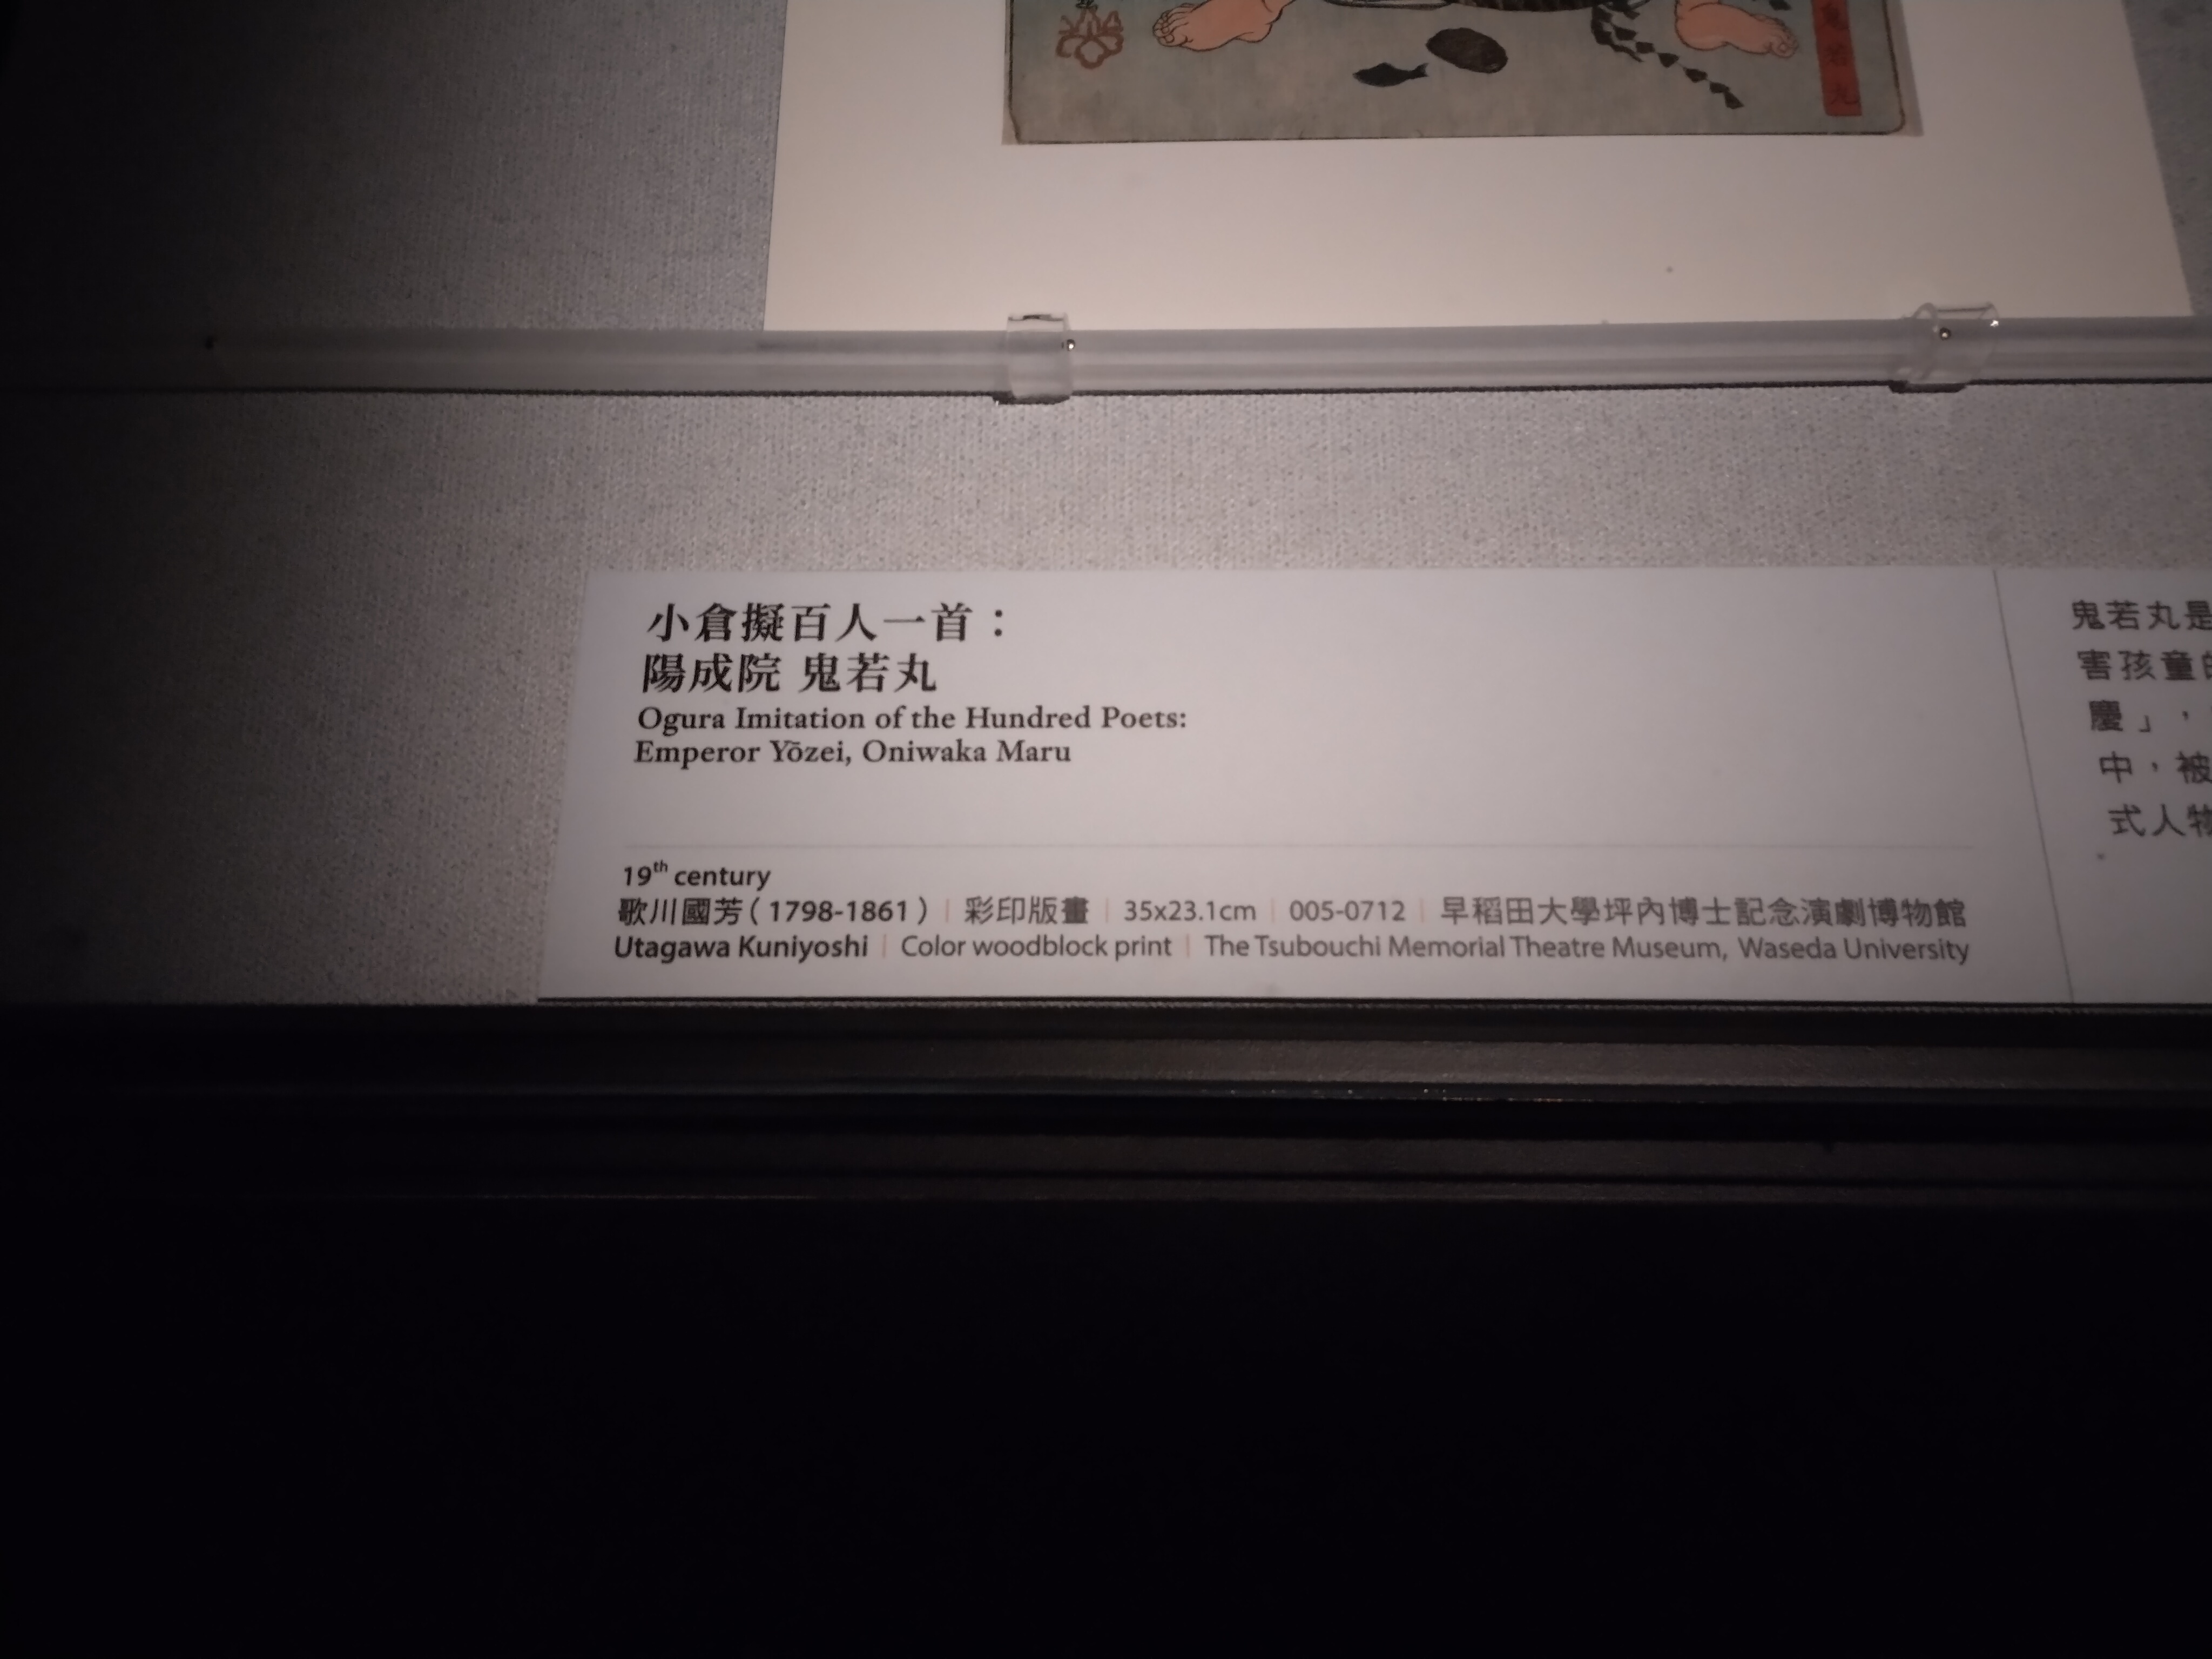 鬼若丸
小倉擬百人一首：
陽成院 鬼若丸
Ogura Imitation of the Hundred Poets:
Emperor Yōzei, Oniwaka Maru
19th century
歌川國芳（1798-1861）｜彩印版畫｜35x23.1cm｜005-0712｜早稻田大學坪內博士記念演劇博物館
Utagawa Kuniyoshi｜Color woodblock print｜The Tsubouchi Memorial Theatre Museum, Waseda University
鬼若丸是
害孩童
慶」，
中，被
式人物